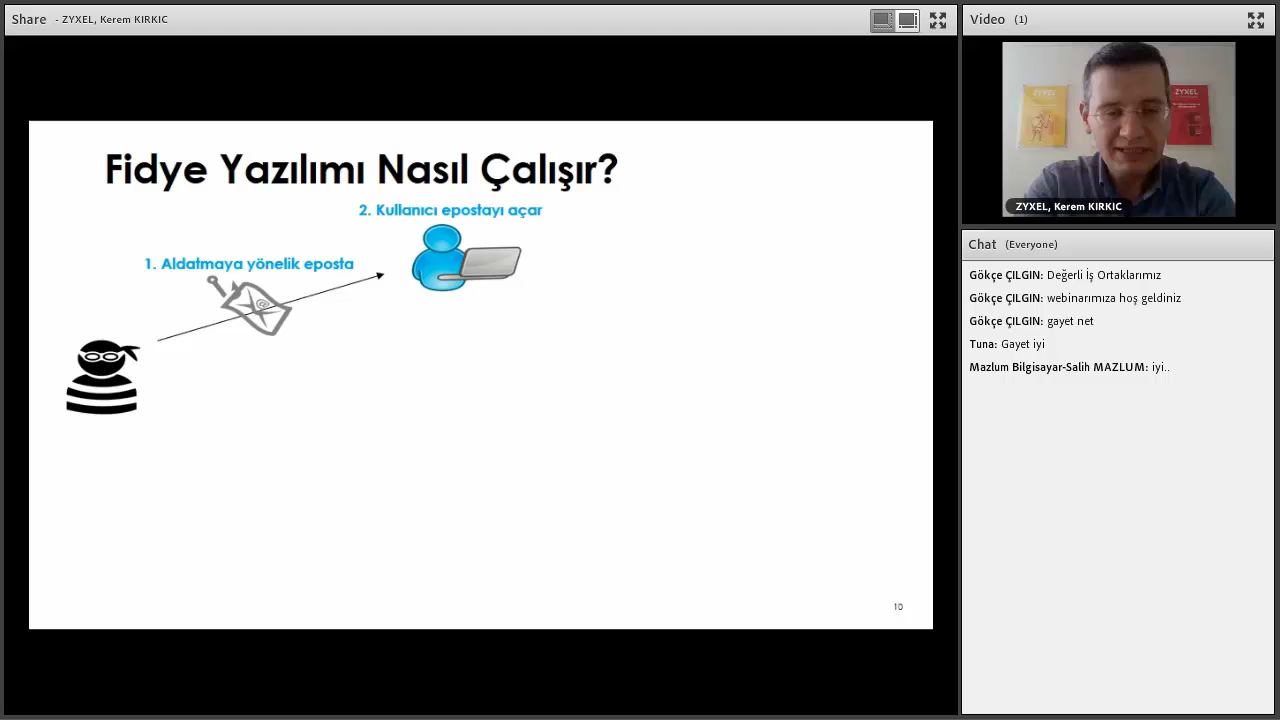 Share - ZYXEL, Kerem KIRKIC
Fidye Yazılımı Nasıl Çalışır?
2. Kullanıcı epostayı açar
1. Aldatmaya yönelik eposta
@
10
Video (1)
ZYXEL
ZYXEL
ZYXEL, Kerem KIRKIC
Chat (Everyone)
Gökçe ÇILGIN: Değerli İş Ortaklarımız
Gökçe ÇILGIN: webinarımıza hoş geldiniz
Gökçe ÇILGIN: gayet net
Tuna: Gayet iyi
Mazlum Bilgisayar-Salih MAZLUM: iyi..